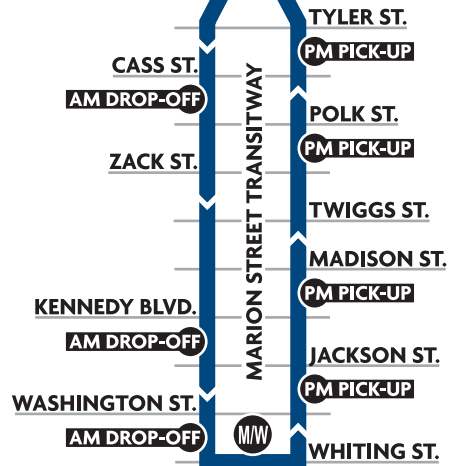 TYLER ST.
PM PICK-UP
CASS ST.
AM DROP-OFF
POLK ST.
PM PICK-UP
ZACK ST.
MARION STREET TRANSITWAY
TWIGGS ST.
MADISON ST.
PM PICK-UP
KENNEDY BLVD.
AM DROP-OFF
JACKSON ST.
PM PICK-UP
WASHINGTON ST.
AM DROP-OFF
M/W
WHITING ST.